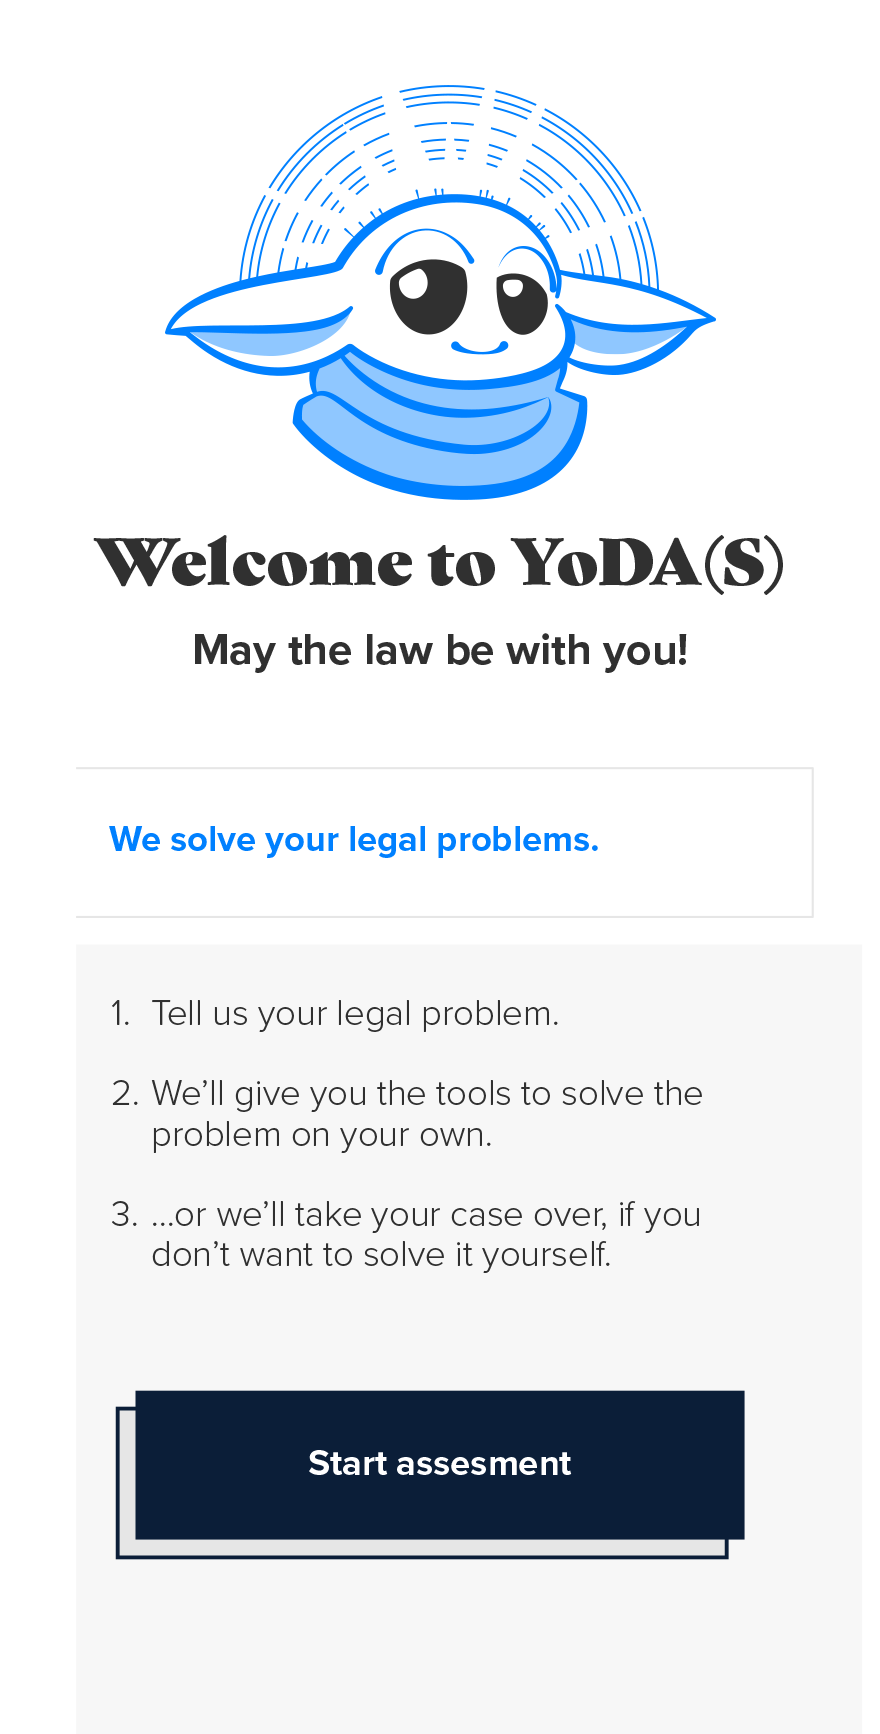 Welcome to YoDA(S)
May the law be with you!
We solve your legal problems.
1. Tell us your legal problem.
2. We’ll give you the tools to solve the
problem on your own.
3. ...or we’ll take your case over, if you
don’t want to solve it yourself.
Start assesment